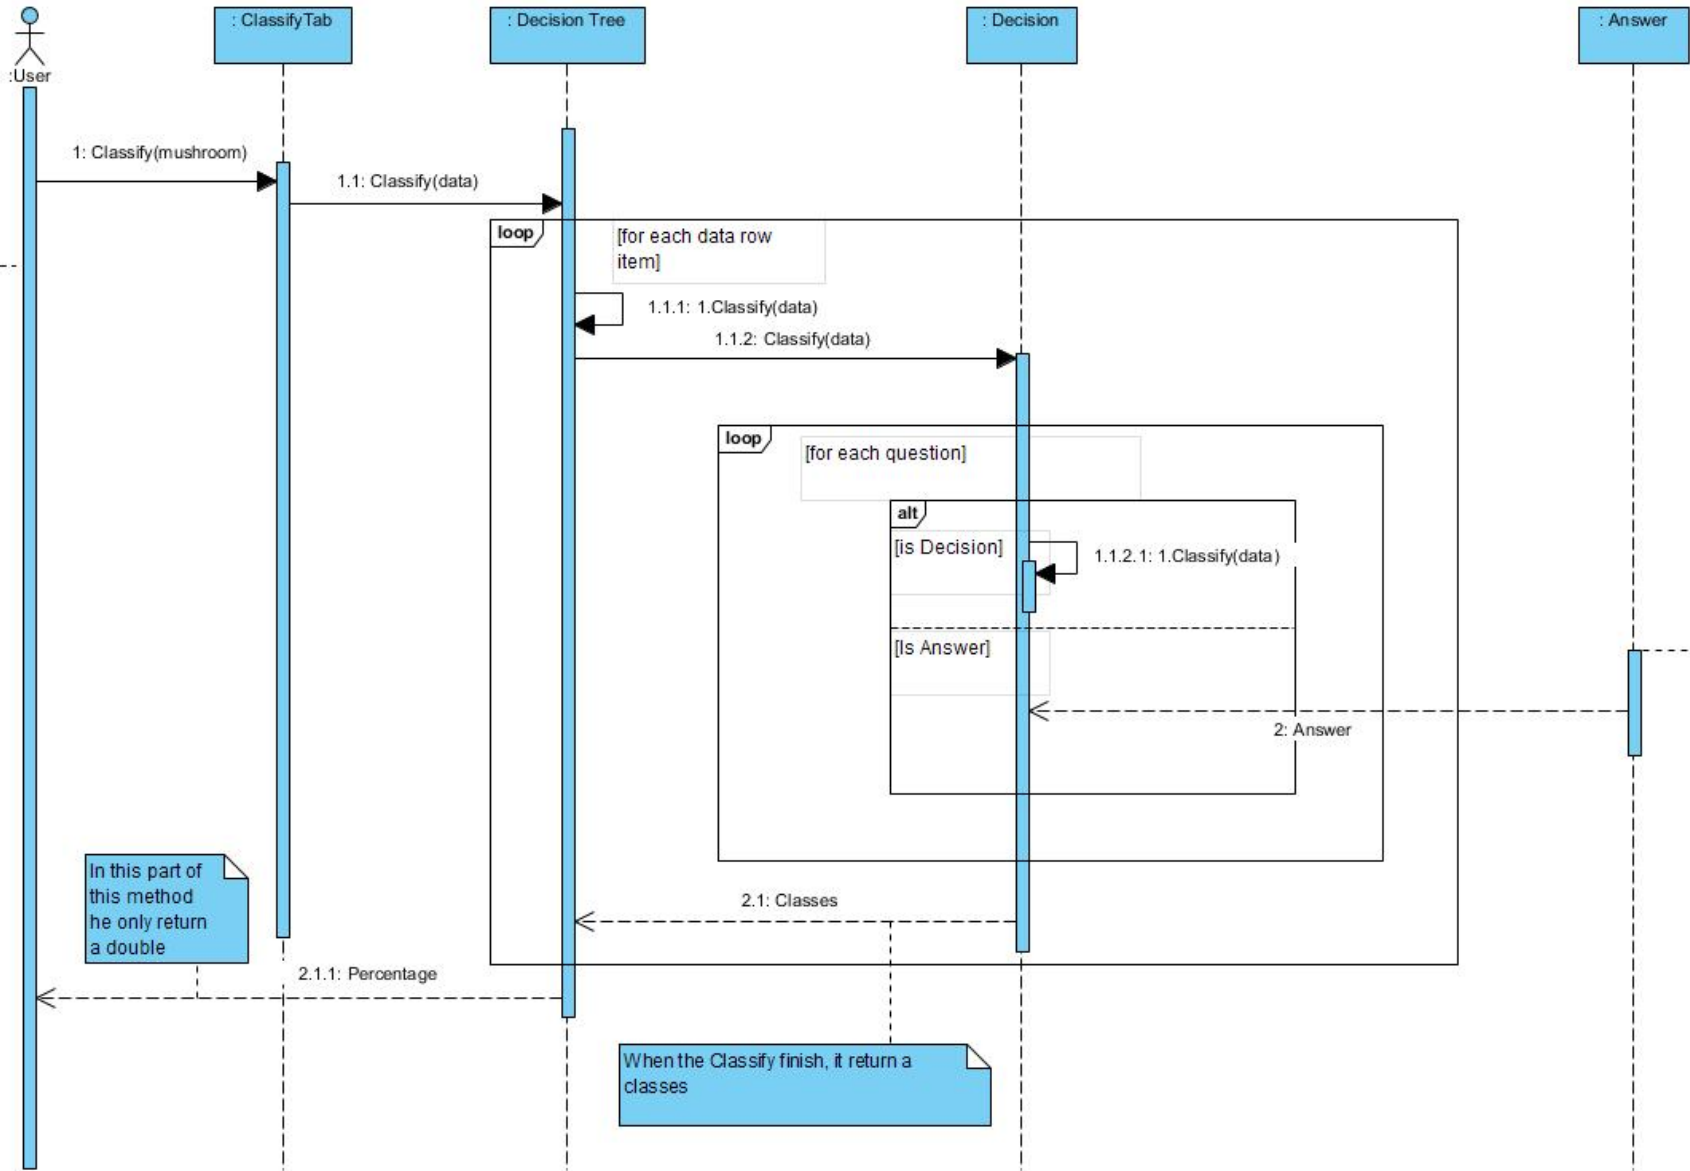 : ClassifyTab
: Decision Tree
: Decision
: Answer
:User
1: Classify(mushroom)
1.1: Classify(data)
loop
[for each data row
item]
1.1.1: 1.Classify(data)
1.1.2: Classify(data)
loop
[for each question]
alt
[is Decision]
1.1.2.1: 1.Classify(data)
[Is Answer]
2: Answer
In this part of
this method
he only return
a double
2.1: Classes
2.1.1: Percentage
When the Classify finish, it return a
classes